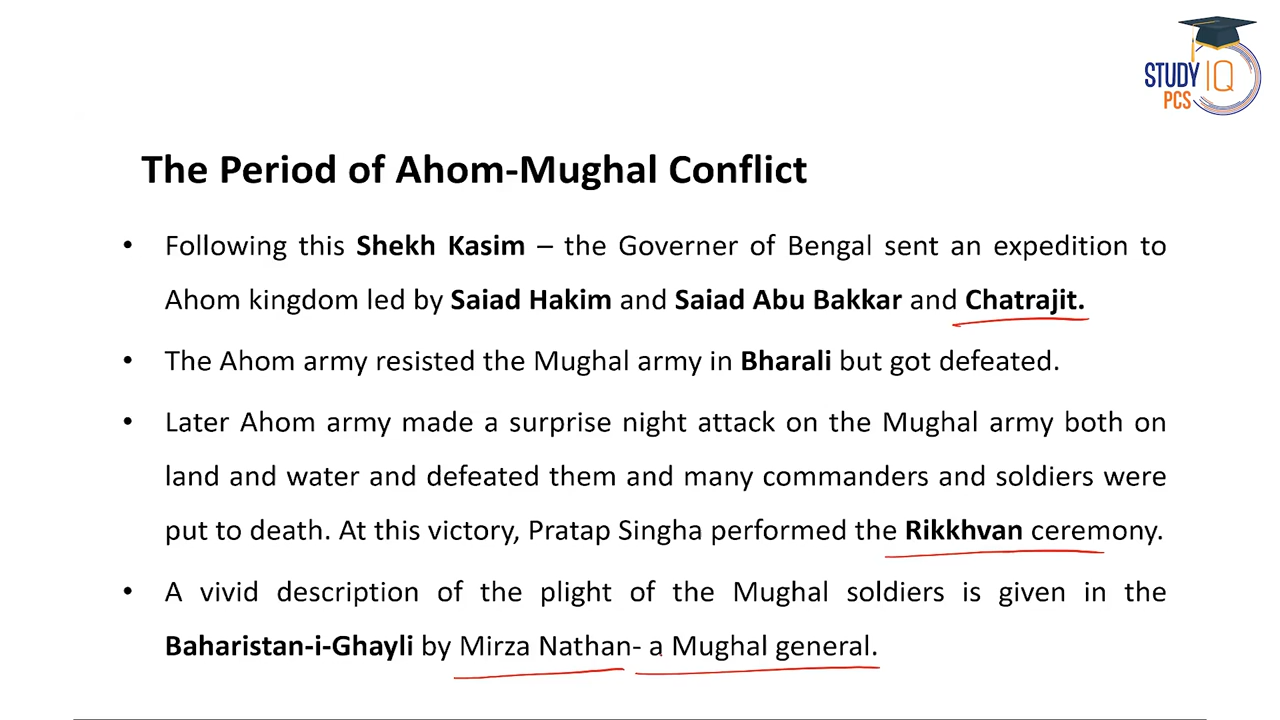 STUDY IQ
PCS
The Period of Ahom-Mughal Conflict
• Following this Shekh Kasim – the Governer of Bengal sent an expedition to
Ahom kingdom led by Saiad Hakim and Saiad Abu Bakkar and Chatrajit.
• The Ahom army resisted the Mughal army in Bharali but got defeated.
• Later Ahom army made a surprise night attack on the Mughal army both on
land and water and defeated them and many commanders and soldiers were
put to death. At this victory, Pratap Singha performed the Rikkhvan ceremony.
• A vivid description of the plight of the Mughal soldiers is given in the
Baharistan-i-Ghayli by Mirza Nathan- a Mughal general.